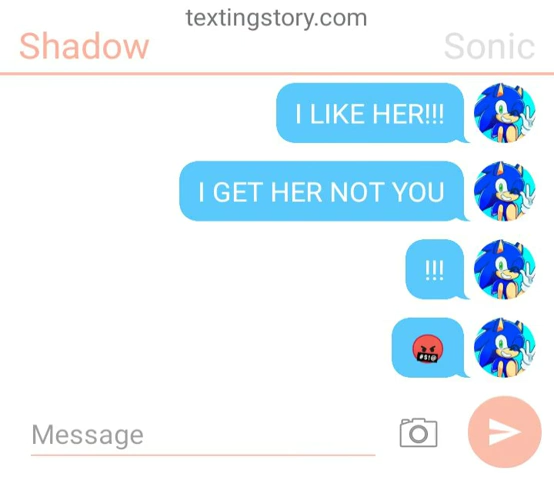 textingstory.com
Shadow
Sonic
I LIKE HER!!!
I GET HER NOT YOU
!!!
#$!@
Message